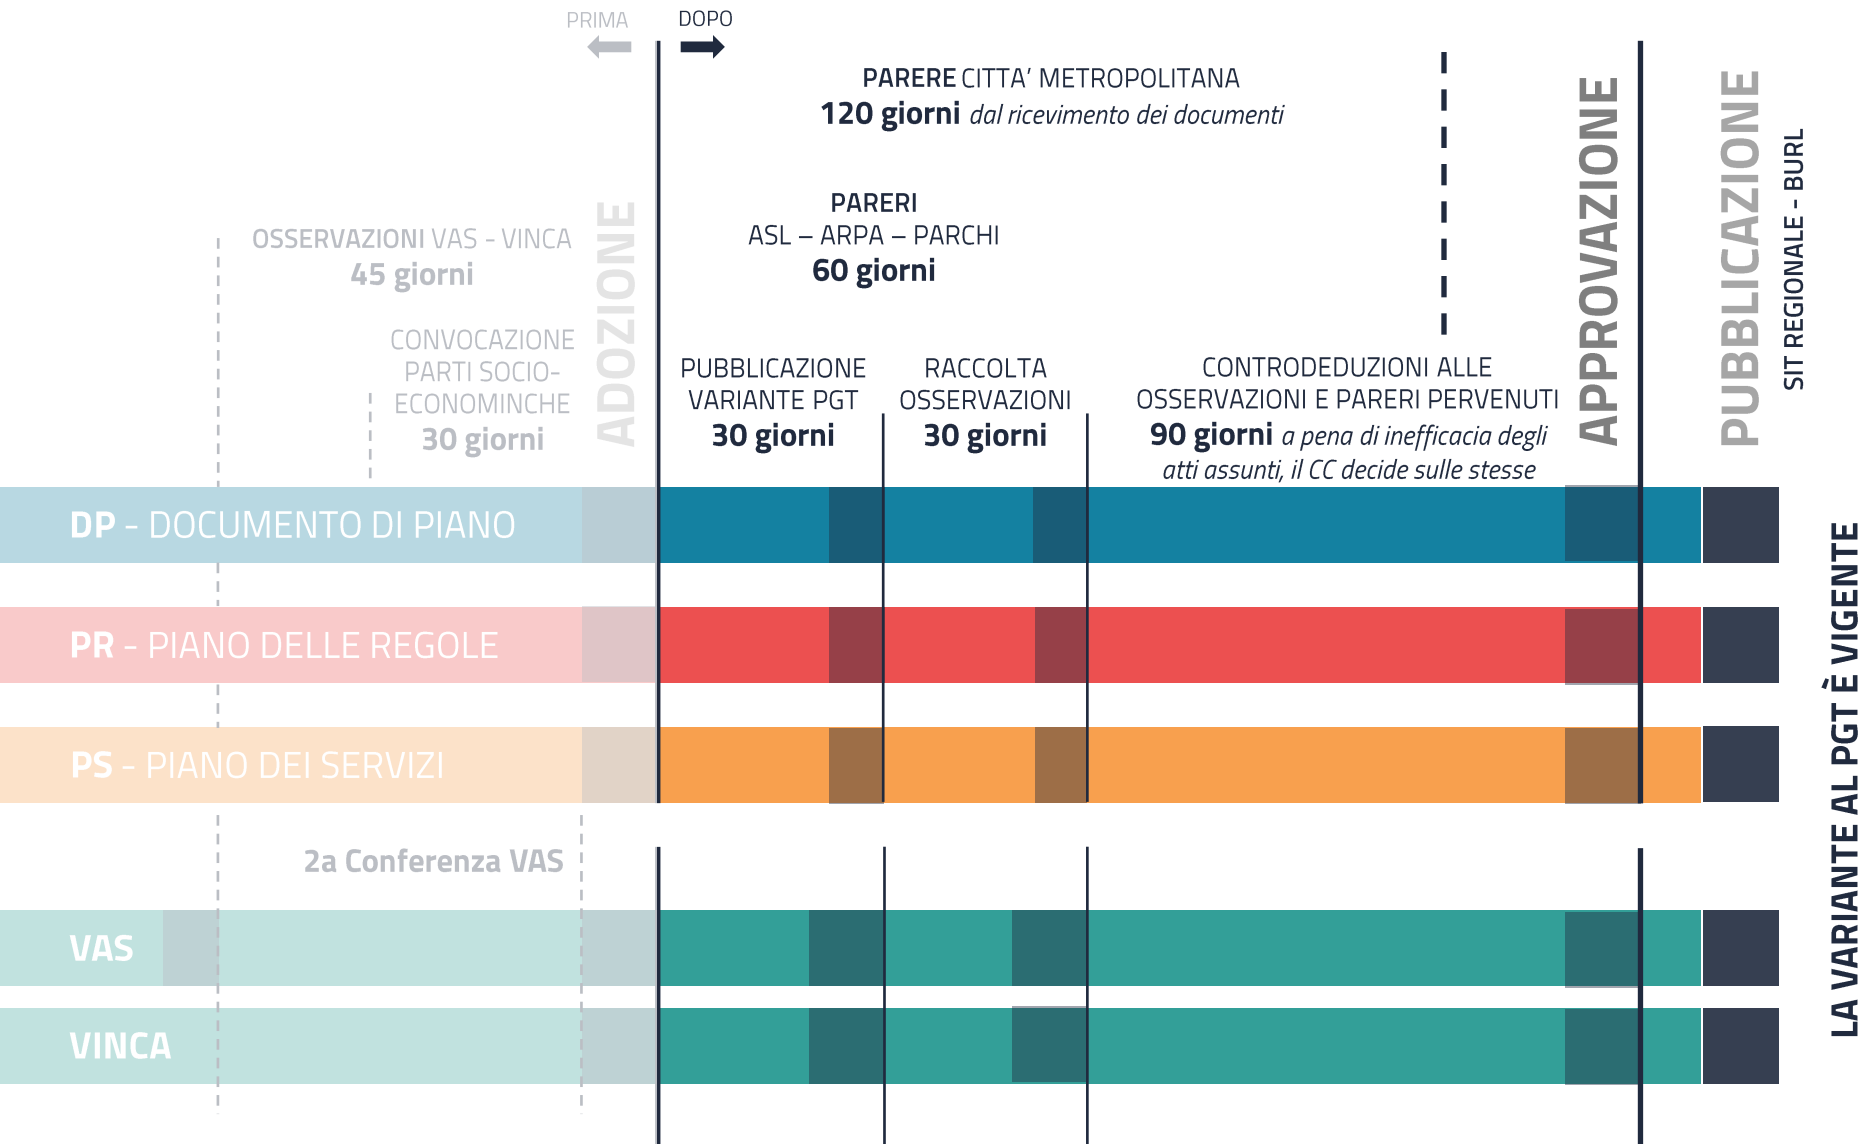 PRIMA
DOPO
PARERE CITTA' METROPOLITANA
120 giorni dal ricevimento dei documenti
PARERI
ASL – ARPA – PARCHI
60 giorni
OSSERVAZIONI VAS - VINCA
45 giorni
CONVOCAZIONE
PARTI SOCIO-
ECONOMINCHE
30 giorni
ADOZIONE
PUBBLICAZIONE
VARIANTE PGT
30 giorni
RACCOLTA
OSSERVAZIONI
30 giorni
CONTRODEDUZIONI ALLE
OSSERVAZIONI E PARERI PERVENUTI
90 giorni a pena di inefficacia degli
atti assunti, il CC decide sulle stesse
APPROVAZIONE
PUBBLICAZIONE
SIT REGIONALE - BURL
DP - DOCUMENTO DI PIANO
PR - PIANO DELLE REGOLE
PS - PIANO DEI SERVIZI
2a Conferenza VAS
VAS
VINCA
LA VARIANTE AL PGT È VIGENTE